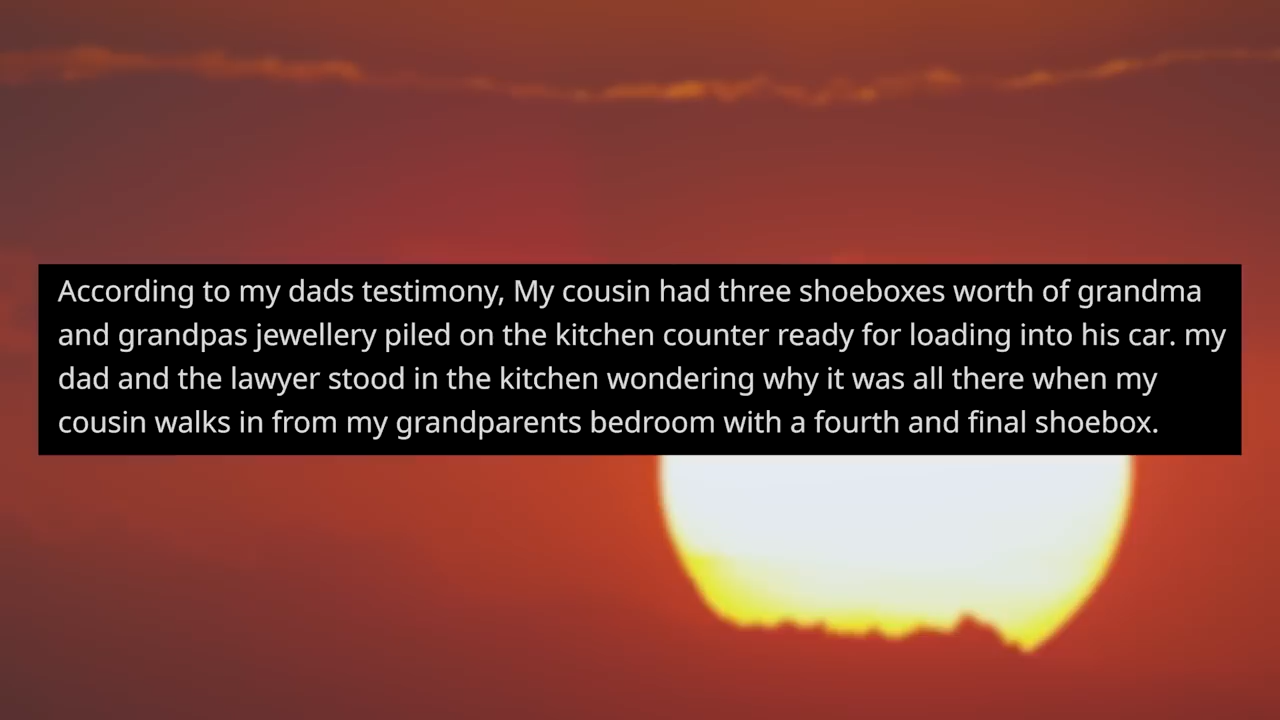 According to my dads testimony, My cousin had three shoeboxes worth of grandma
and grandpas jewellery piled on the kitchen counter ready for loading into his car. my
dad and the lawyer stood in the kitchen wondering why it was all there when my
cousin walks in from my grandparents bedroom with a fourth and final shoebox.